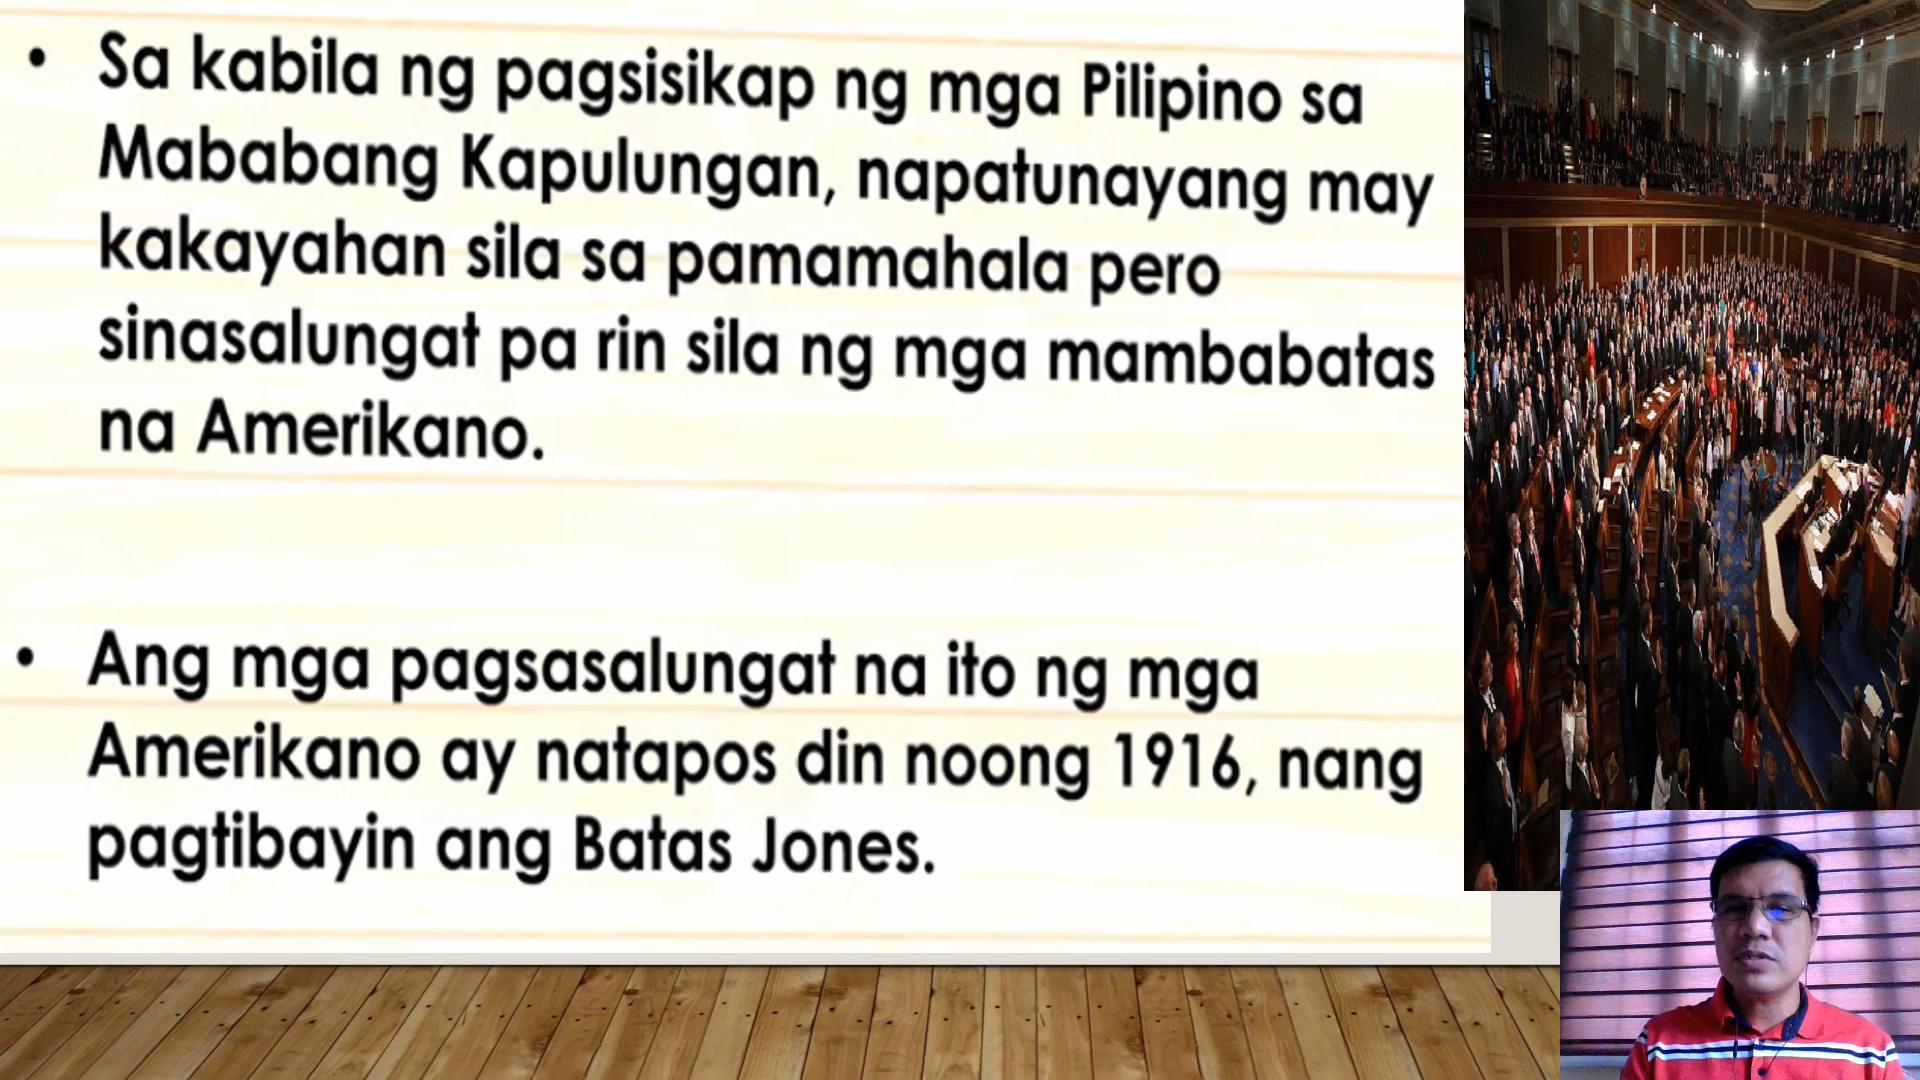 • Sa kabila ng pagsisikap ng mga Pilipino sa
Mababang Kapulungan, napatunayang may
kakayahan sila sa pamamahala pero
sinasalungat pa rin sila ng mga mambabatas
na Amerikano.
• Ang mga pagsasalungat na ito ng mga
Amerikano ay natapos din noong 1916, nang
pagtibayin ang Batas Jones.